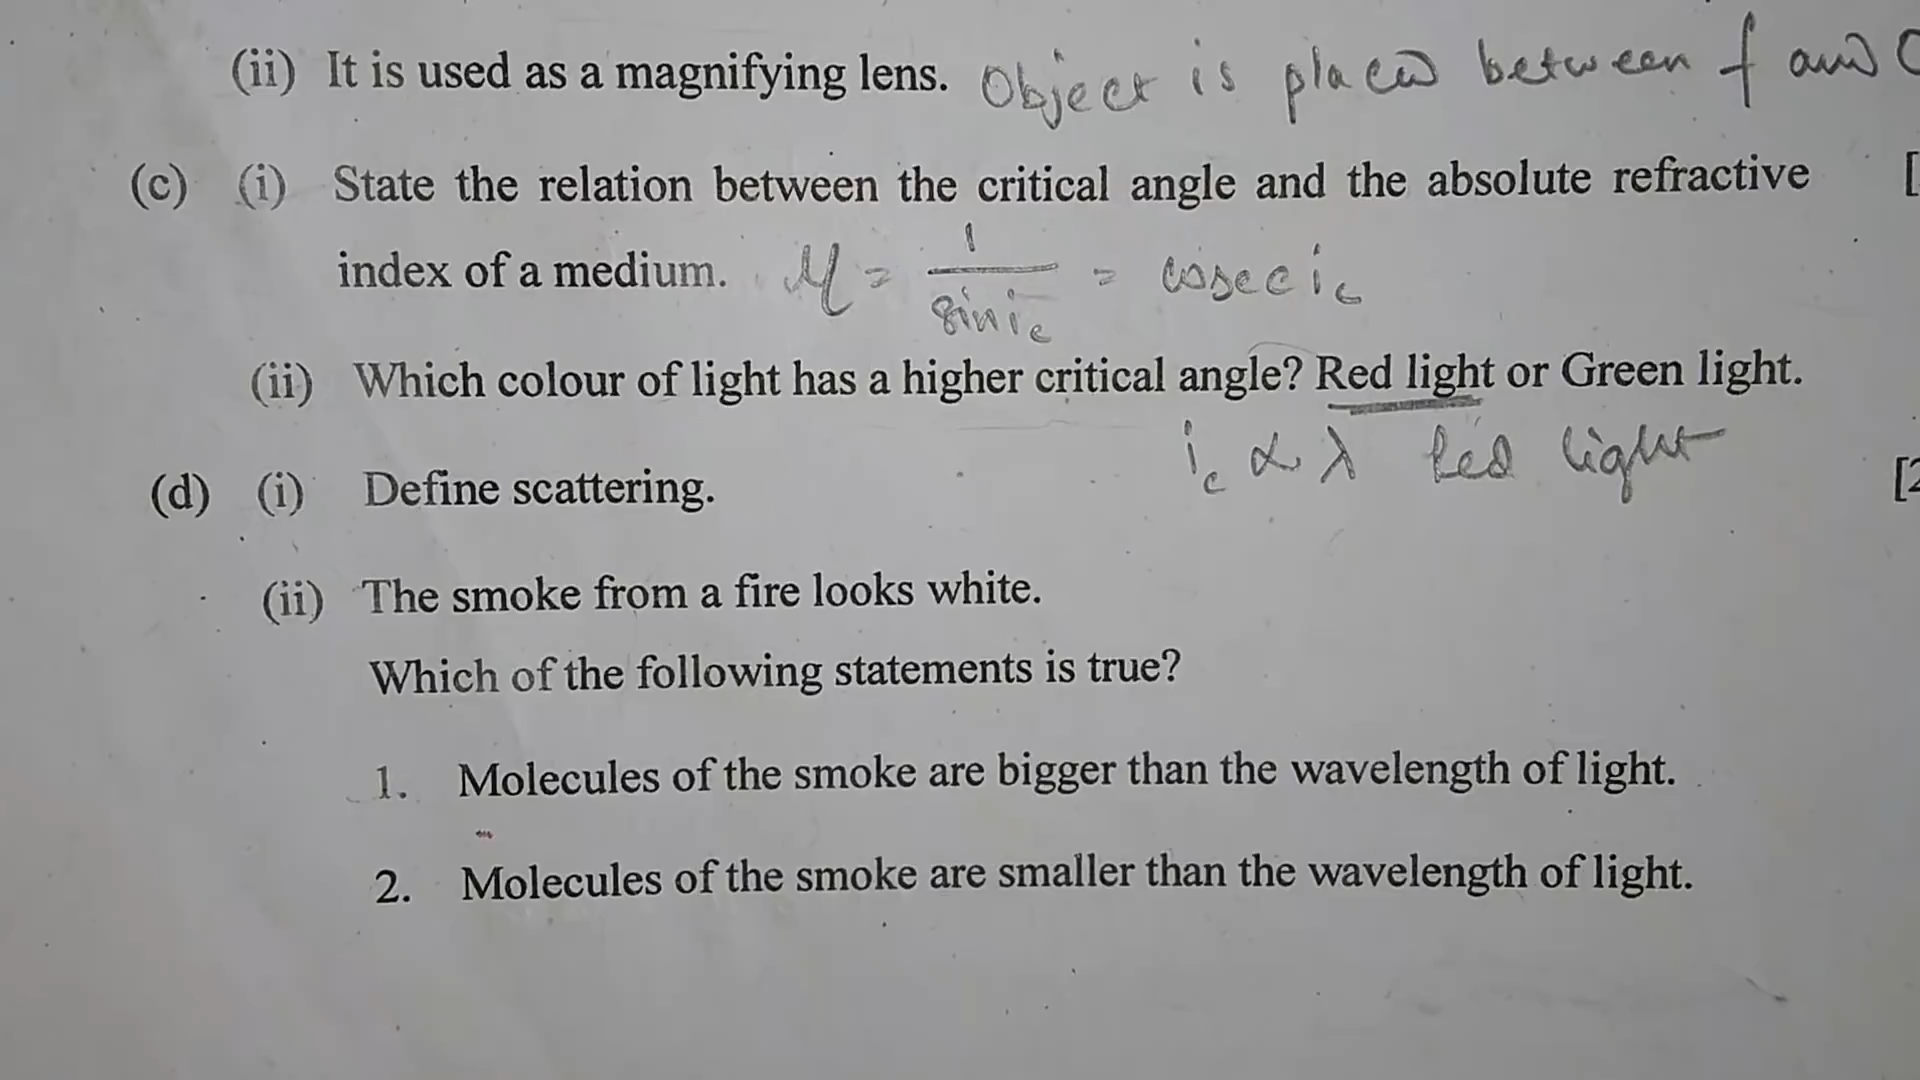 (ii) It is used as a magnifying lens. Object is placed between f and
(c) (i) State the relation between the critical angle and the absolute refractive [
index of a medium. μ = 1/sin ic = cosec ic
(ii) Which colour of light has a higher critical angle? Red light or Green light.
ic ∝ λ Red light
(d) (i) Define scattering. [2
(ii) The smoke from a fire looks white.
Which of the following statements is true?
1. Molecules of the smoke are bigger than the wavelength of light.
2. Molecules of the smoke are smaller than the wavelength of light.